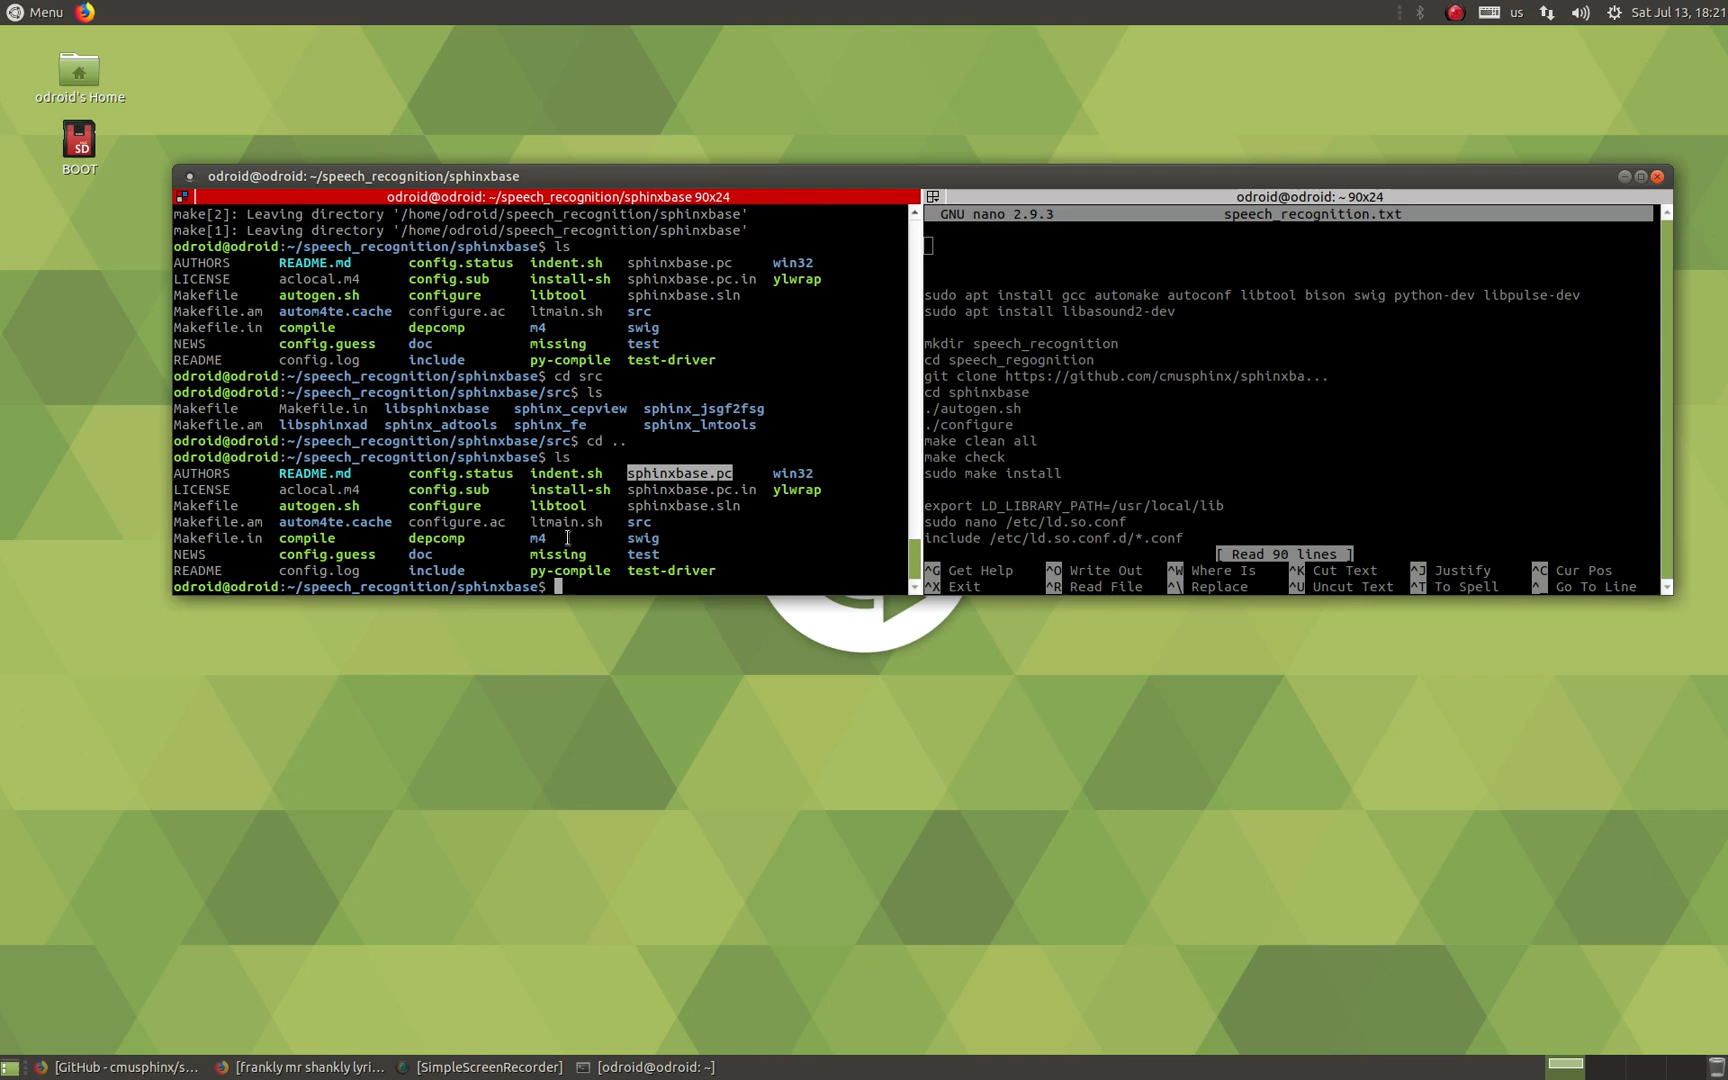 Menu
us
Sat Jul 13, 18:21
odroid's Home
SD
BOOT
odroid@odroid: ~/speech_recognition/sphinxbase
odroid@odroid: ~/speech_recognition/sphinxbase 90x24
make[2]: Leaving directory '/home/odroid/speech_recognition/sphinxbase'
make[1]: Leaving directory '/home/odroid/speech_recognition/sphinxbase'
odroid@odroid:~/speech_recognition/sphinxbase$ ls
AUTHORS README.md config.status indent.sh sphinxbase.pc win32
LICENSE aclocal.m4 config.sub install-sh sphinxbase.pc.in ylwrap
Makefile autogen.sh configure libtool sphinxbase.sln
Makefile.am autom4te.cache configure.ac ltmain.sh src
Makefile.in compile depcomp m4 swig
NEWS config.guess doc missing test
README config.log include py-compile test-driver
odroid@odroid:~/speech_recognition/sphinxbase$ cd src
odroid@odroid:~/speech_recognition/sphinxbase/src$ ls
Makefile Makefile.in libsphinxbase sphinx_cepview sphinx_jsgf2fsg
Makefile.am libsphinxad sphinx_adtools sphinx_fe sphinx_lmtools
odroid@odroid:~/speech_recognition/sphinxbase/src$ cd ..
odroid@odroid:~/speech_recognition/sphinxbase$ ls
AUTHORS README.md config.status indent.sh sphinxbase.pc win32
LICENSE aclocal.m4 config.sub install-sh sphinxbase.pc.in ylwrap
Makefile autogen.sh configure libtool sphinxbase.sln
Makefile.am autom4te.cache configure.ac ltmain.sh src
Makefile.in compile depcomp m4 swig
NEWS config.guess doc missing test
README config.log include py-compile test-driver
odroid@odroid:~/speech_recognition/sphinxbase$
odroid@odroid: ~ 90x24
GNU nano 2.9.3 speech_recognition.txt
sudo apt install gcc automake autoconf libtool bison swig python-dev libpulse-dev
sudo apt install libasound2-dev
mkdir speech_recognition
cd speech_regognition
git clone https://github.com/cmusphinx/sphinxba...
cd sphinxbase
./autogen.sh
./configure
make clean all
make check
sudo make install
export LD_LIBRARY_PATH=/usr/local/lib
sudo nano /etc/ld.so.conf
include /etc/ld.so.conf.d/*.conf
[ Read 90 lines ]
^G Get Help ^O Write Out ^W Where Is ^K Cut Text ^J Justify ^C Cur Pos
^X Exit ^R Read File ^\ Replace ^U Uncut Text ^T To Spell ^_ Go To Line
[GitHub - cmusphinx/s...
[frankly mr shankly lyri...
[SimpleScreenRecorder]
[odroid@odroid: ~]